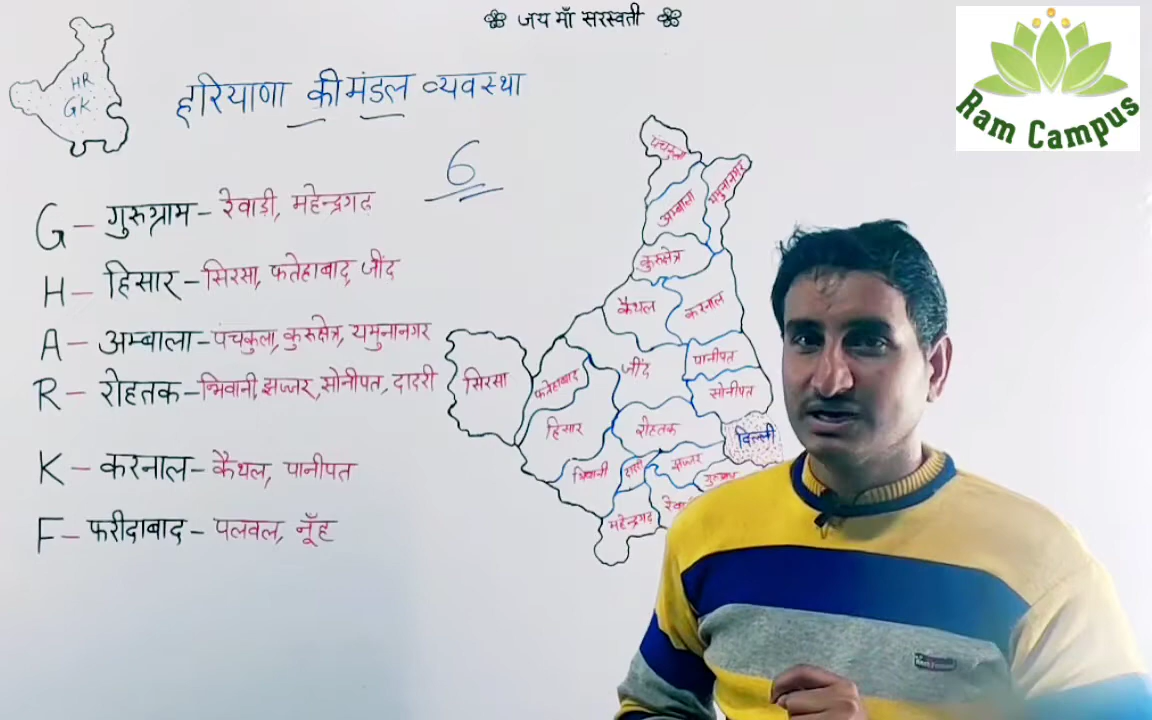 जय माँ सरस्वती
Ram Campus
HR
GK
हरियाणा की मंडल व्यवस्था
6
G – गुरुग्राम – रेवाड़ी, महेन्द्रगढ
H – हिसार – सिरसा, फतेहाबाद, जींद
A – अम्बाला – पंचकुला, कुरुक्षेत्र, यमुनानगर
R – रोहतक – भिवानी, झज्जर, सोनीपत, दादरी
K – करनाल – कैथल, पानीपत
F – फरीदाबाद – पलवल, नूँह
पंचकुला
अम्बाला
यमुनानगर
कुरुक्षेत्र
कैथल
करनाल
सिरसा
फतेहाबाद
जींद
पानीपत
सोनीपत
हिसार
रोहतक
दिल्ली
भिवानी
झज्जर
महेन्द्रगढ